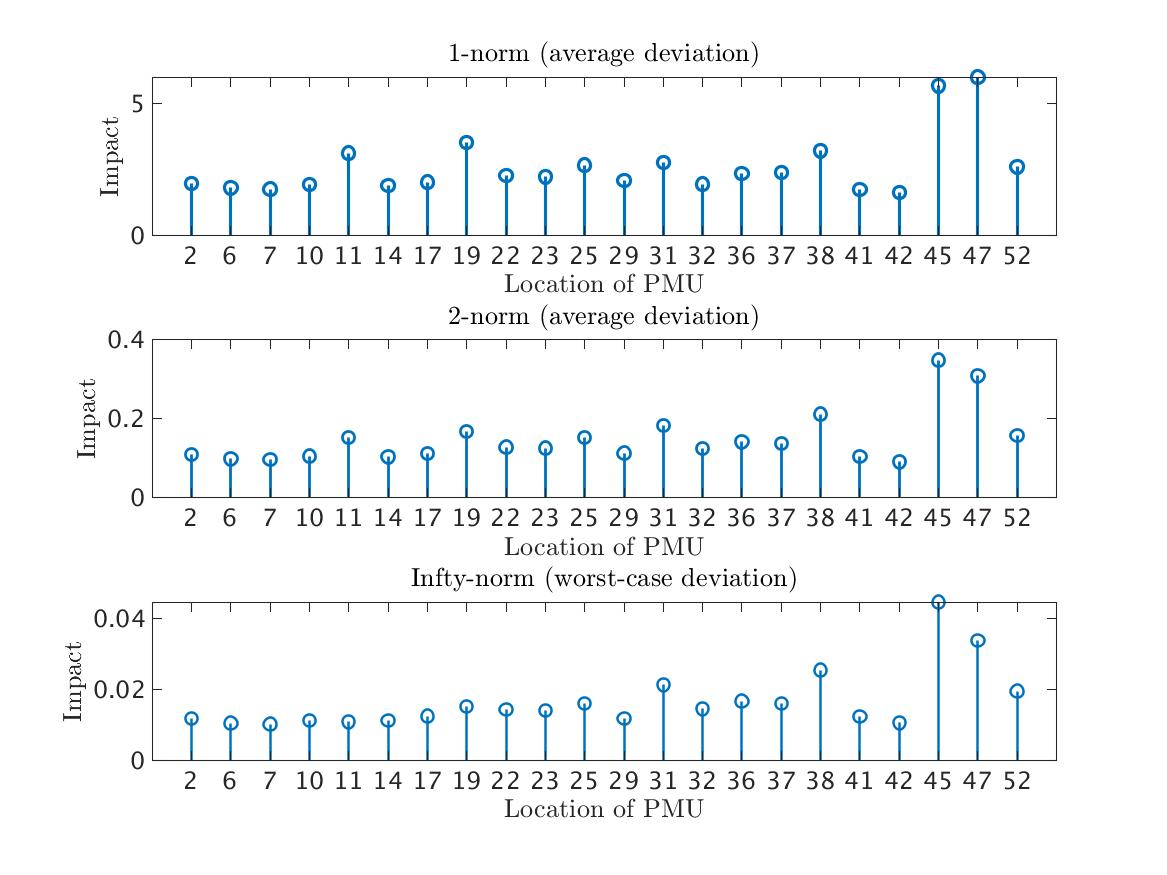 1-norm (average deviation)
5
0
Impact
2 6 7 10 11 14 17 19 22 23 25 29 31 32 36 37 38 41 42 45 47 52
Location of PMU
2-norm (average deviation)
0.4
0.2
0
Impact
2 6 7 10 11 14 17 19 22 23 25 29 31 32 36 37 38 41 42 45 47 52
Location of PMU
Infty-norm (worst-case deviation)
0.04
0.02
0
Impact
2 6 7 10 11 14 17 19 22 23 25 29 31 32 36 37 38 41 42 45 47 52
Location of PMU